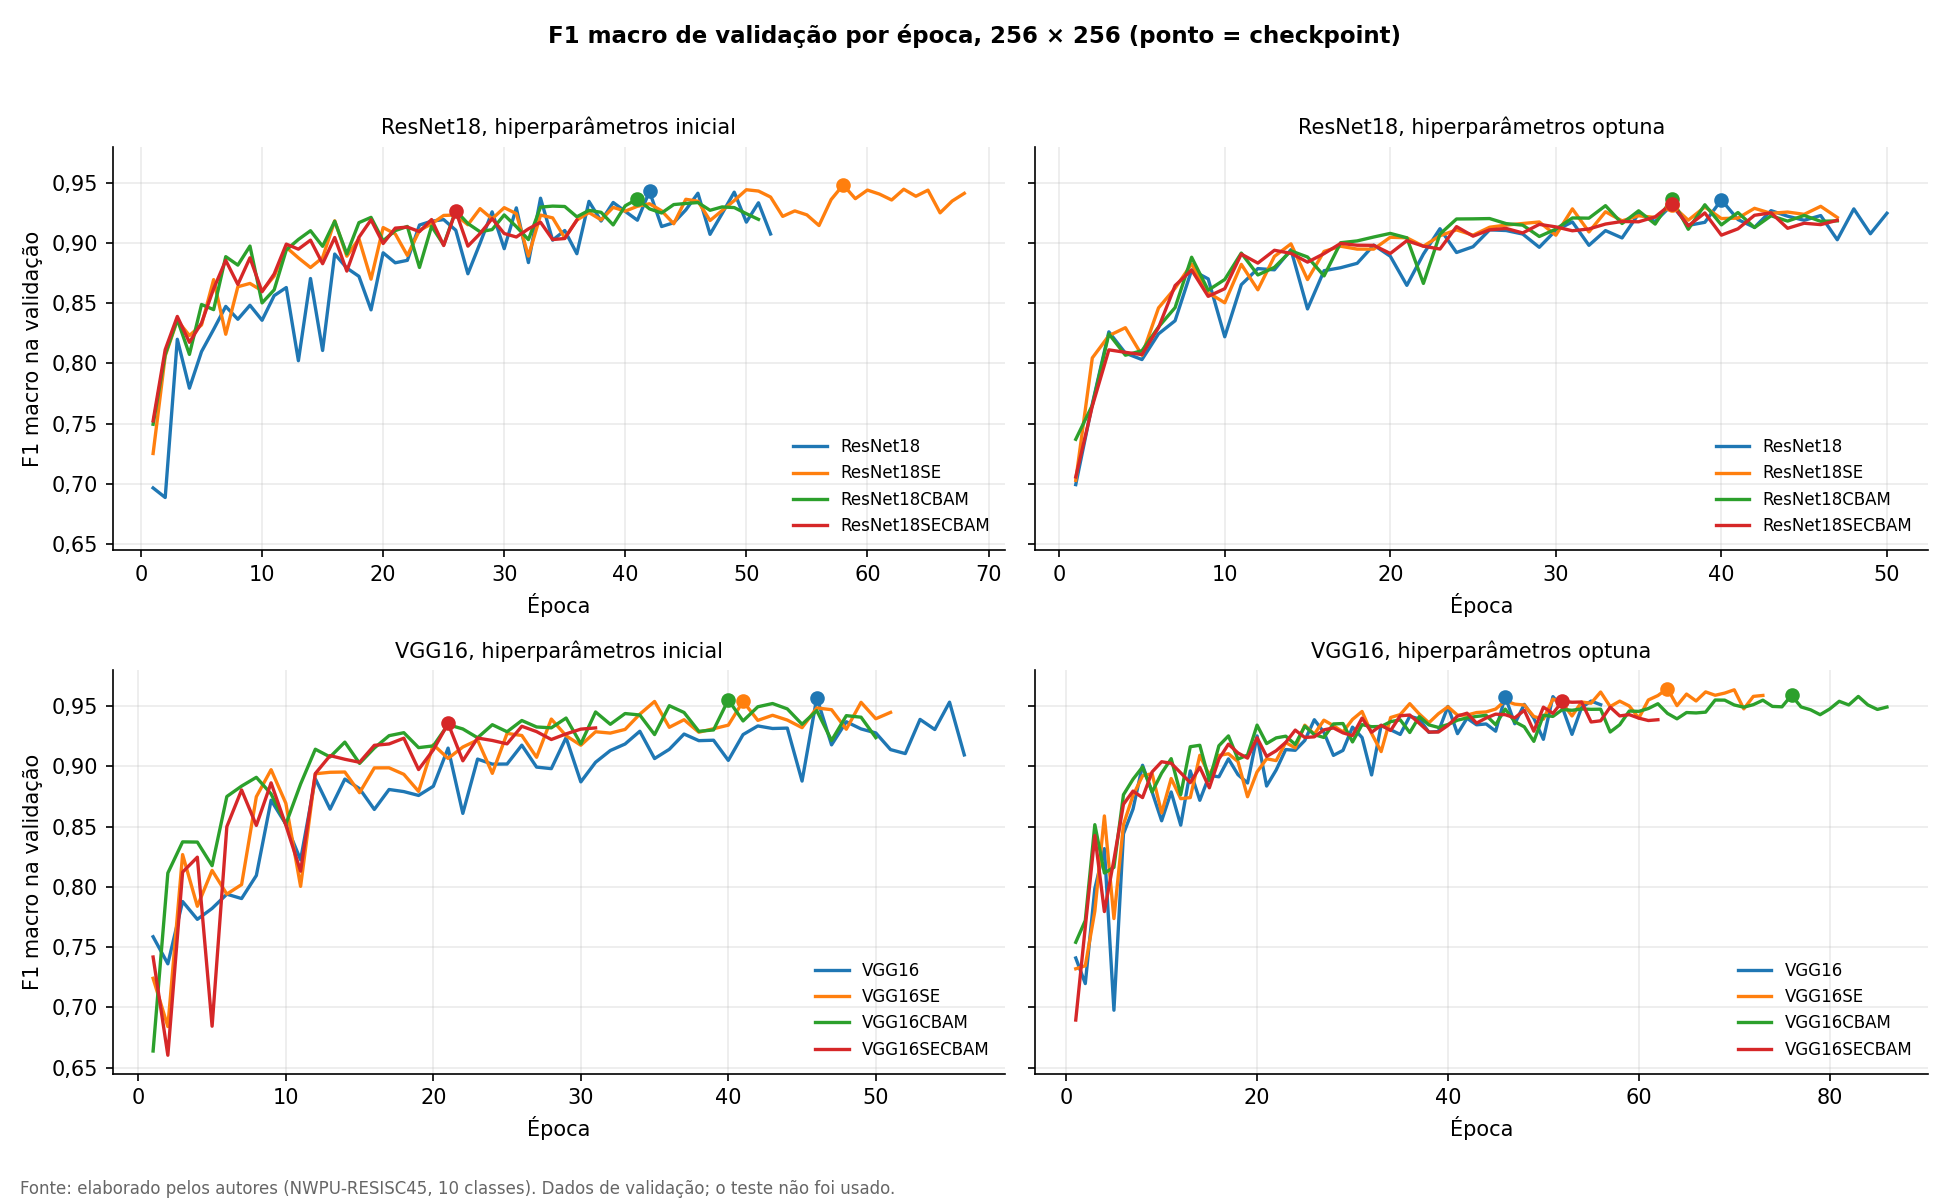 F1 macro de validação por época, 256 × 256 (ponto = checkpoint)
ResNet18, hiperparâmetros inicial
F1 macro na validação
0,95
0,90
0,85
0,80
0,75
0,70
0,65
ResNet18
ResNet18SE
ResNet18CBAM
ResNet18SECBAM
0 10 20 30 40 50 60 70
Época
ResNet18, hiperparâmetros optuna
ResNet18
ResNet18SE
ResNet18CBAM
ResNet18SECBAM
0 10 20 30 40 50
Época
VGG16, hiperparâmetros inicial
F1 macro na validação
0,95
0,90
0,85
0,80
0,75
0,70
0,65
VGG16
VGG16SE
VGG16CBAM
VGG16SECBAM
0 10 20 30 40 50
Época
VGG16, hiperparâmetros optuna
VGG16
VGG16SE
VGG16CBAM
VGG16SECBAM
0 20 40 60 80
Época
Fonte: elaborado pelos autores (NWPU-RESISC45, 10 classes). Dados de validação; o teste não foi usado.